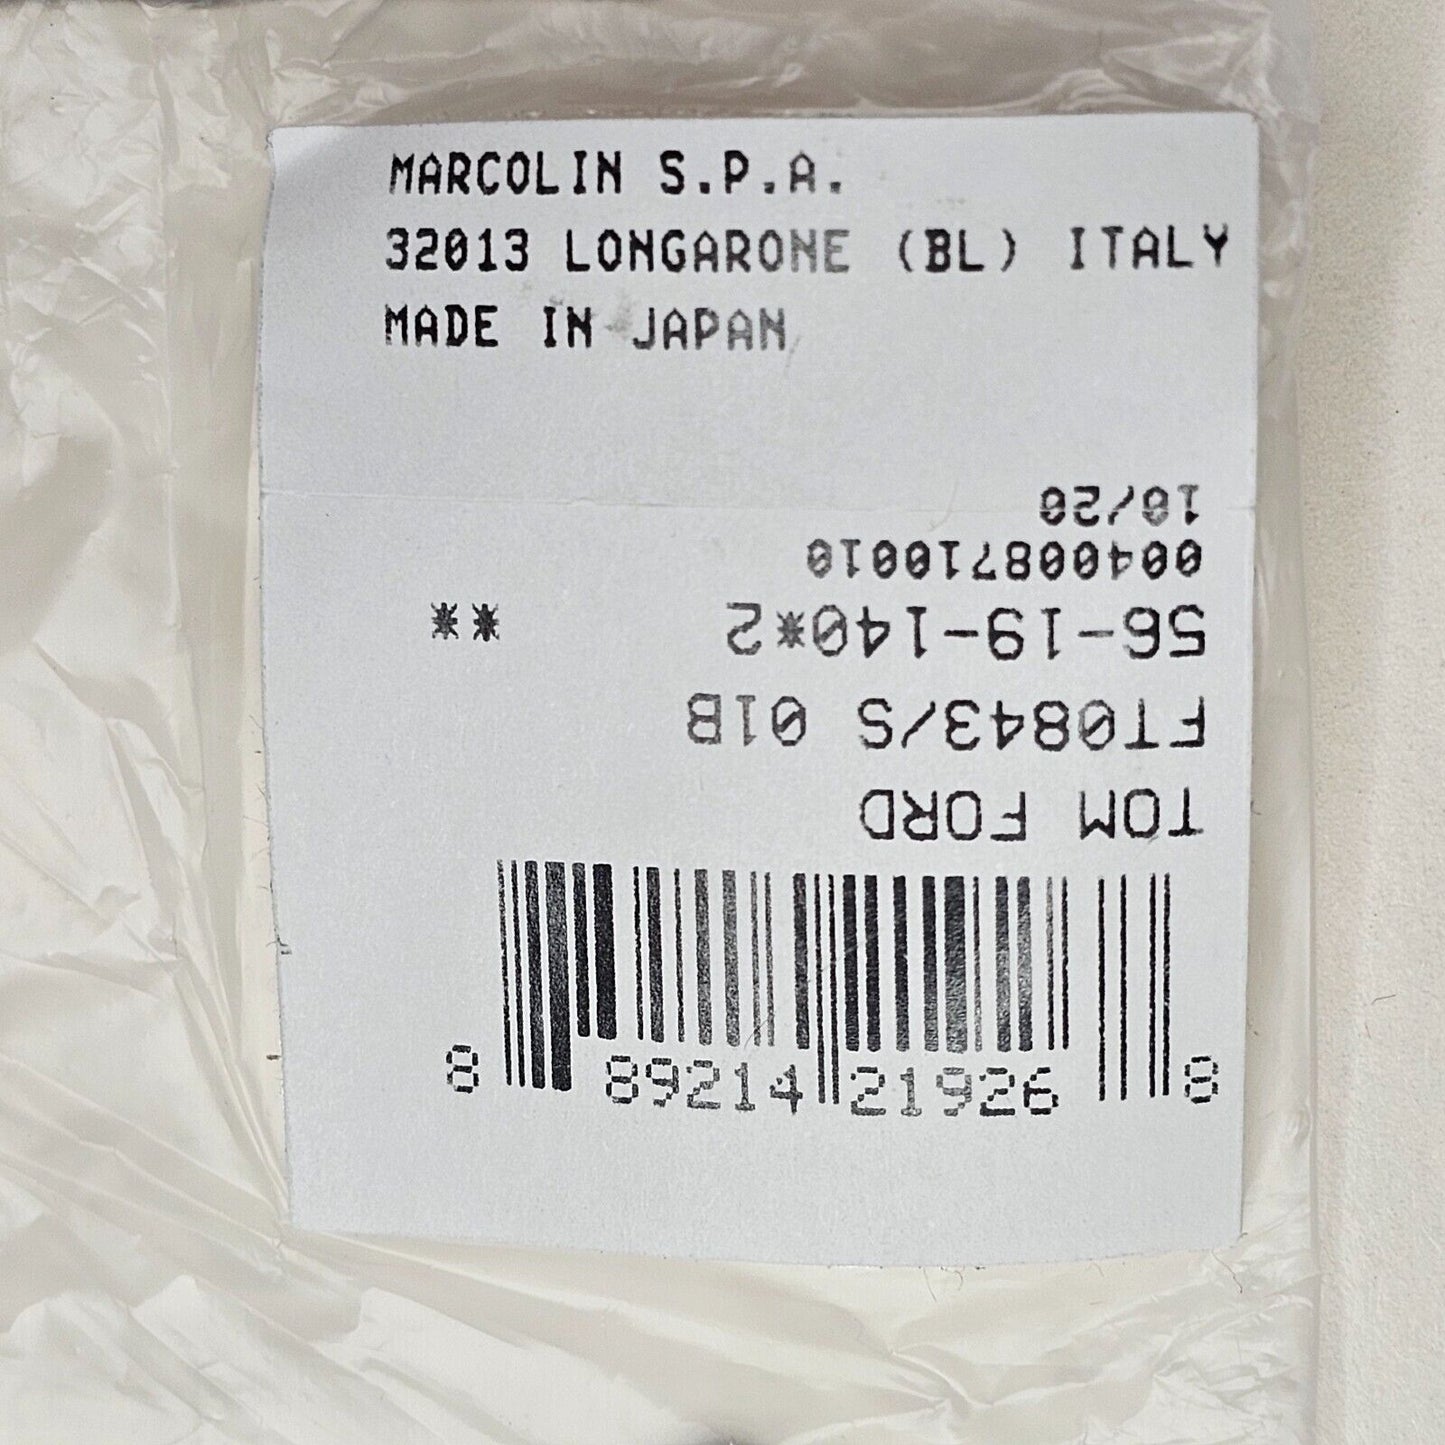 MARCOLIN S.P.A.
32013 LONGARONE (BL) ITALY
MADE IN JAPAN
TOM FORD
FT0843/S 01B
56-19-140*2 **
004008710010
10/20
8 89214 21926 8